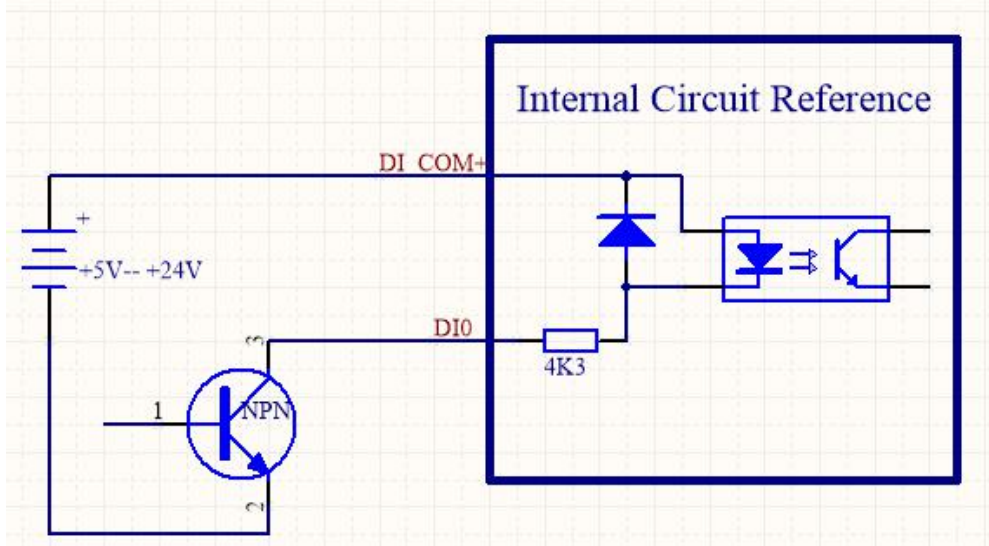 Internal Circuit Reference
DI COM+
+
+5V-- +24V
DI0
3
4K3
1
NPN
2